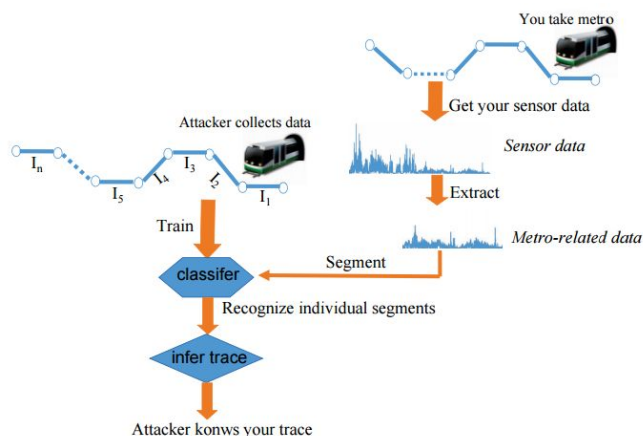 You take metro
Get your sensor data
Attacker collects data
Sensor data
I_n
I_5
I_4
I_3
I_2
I_1
Extract
Train
Metro-related data
Segment
classifer
Recognize individual segments
infer trace
Attacker konws your trace